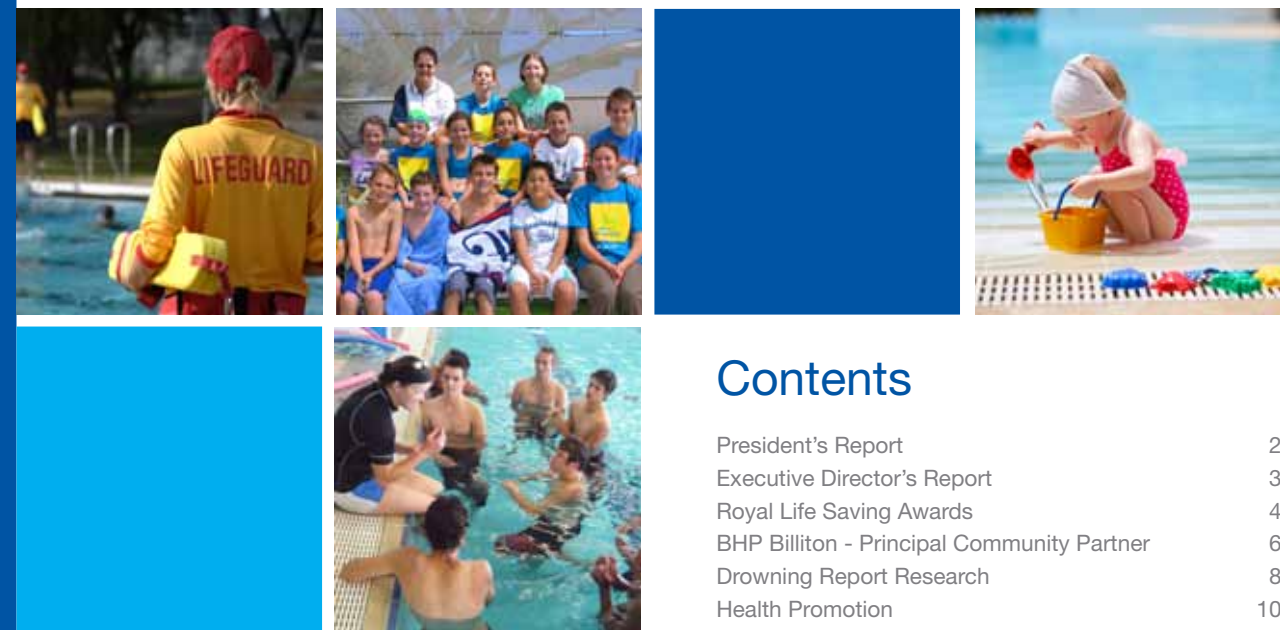 LIFEGUARD
Contents
President's Report 2
Executive Director's Report 3
Royal Life Saving Awards 4
BHP Billiton - Principal Community Partner 6
Drowning Report Research 8
Health Promotion 10